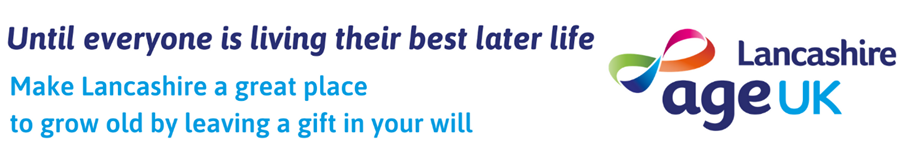 Until everyone is living their best later life
Make Lancashire a great place
to grow old by leaving a gift in your will
Lancashire
age UK